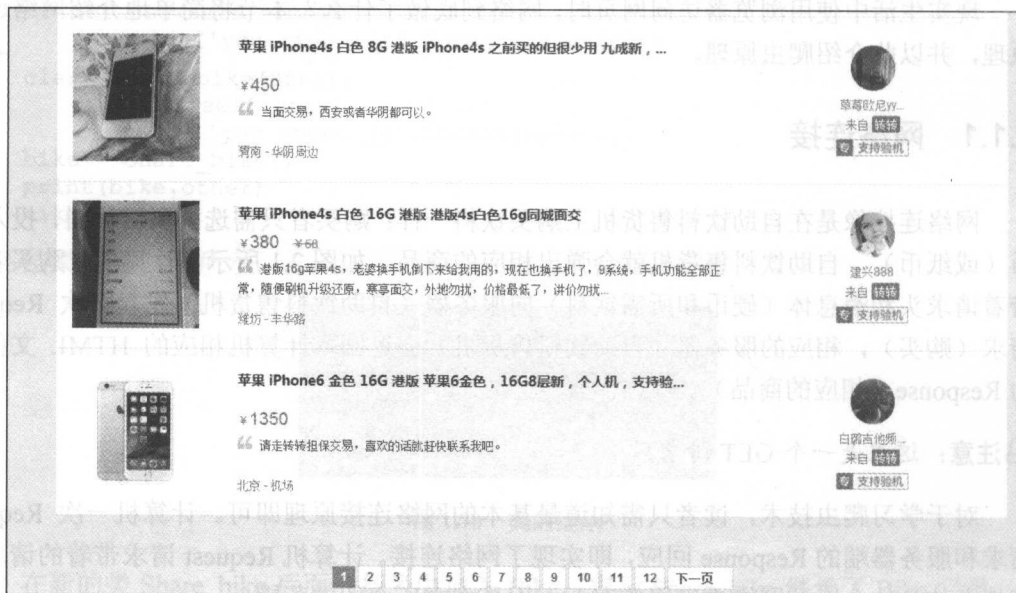 苹果 iPhone4s 白色 8G 港版 iPhone4s 之前买的但很少用 九成新，...
¥450
当面交易，西安或者华阴都可以。
渭南 - 华阴周边
草莓欧尼yy...
来自 转转
支持验机
苹果 iPhone4s 白色 16G 港版 港版4s白色16g同城面交
¥380 ¥68
港版16g苹果4s，老婆换手机倒下来给我用的，现在也换手机了，9系统，手机功能全部正
常，随便刷机升级还原，寒亭面交，外地勿扰，价格最低了，讲价勿扰...
潍坊 - 丰华路
建兴888
来自 转转
支持验机
苹果 iPhone6 金色 16G 港版 苹果6金色，16G8层新，个人机，支持验...
¥1350
请走转转担保交易，喜欢的话就赶快联系我吧。
北京 - 机场
来自 转转
支持验机
1 2 3 4 5 6 7 8 9 10 11 12 下一页